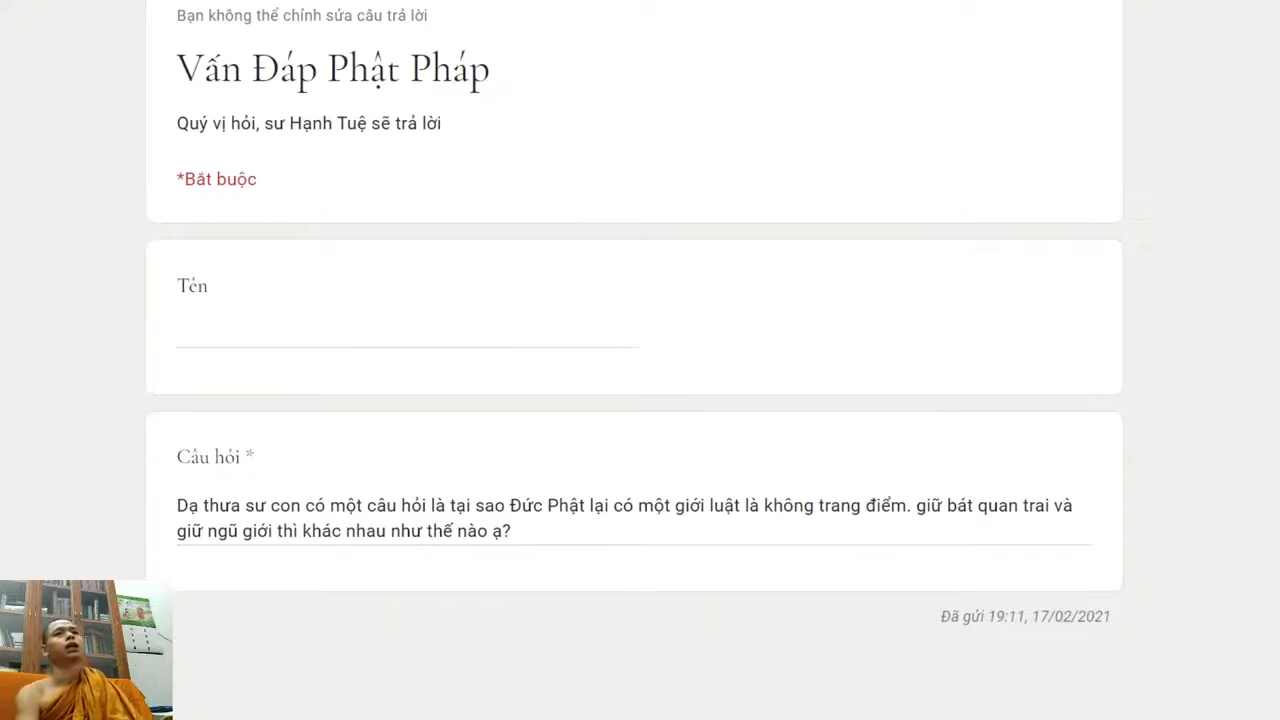 Bạn không thể chỉnh sửa câu trả lời
Vấn Đáp Phật Pháp
Quý vị hỏi, sư Hạnh Tuệ sẽ trả lời
*Bắt buộc
Tên
Câu hỏi *
Dạ thưa sư con có một câu hỏi là tại sao Đức Phật lại có một giới luật là không trang điểm. giữ bát quan trai và
giữ ngũ giới thì khác nhau như thế nào ạ?
Đã gửi 19:11, 17/02/2021